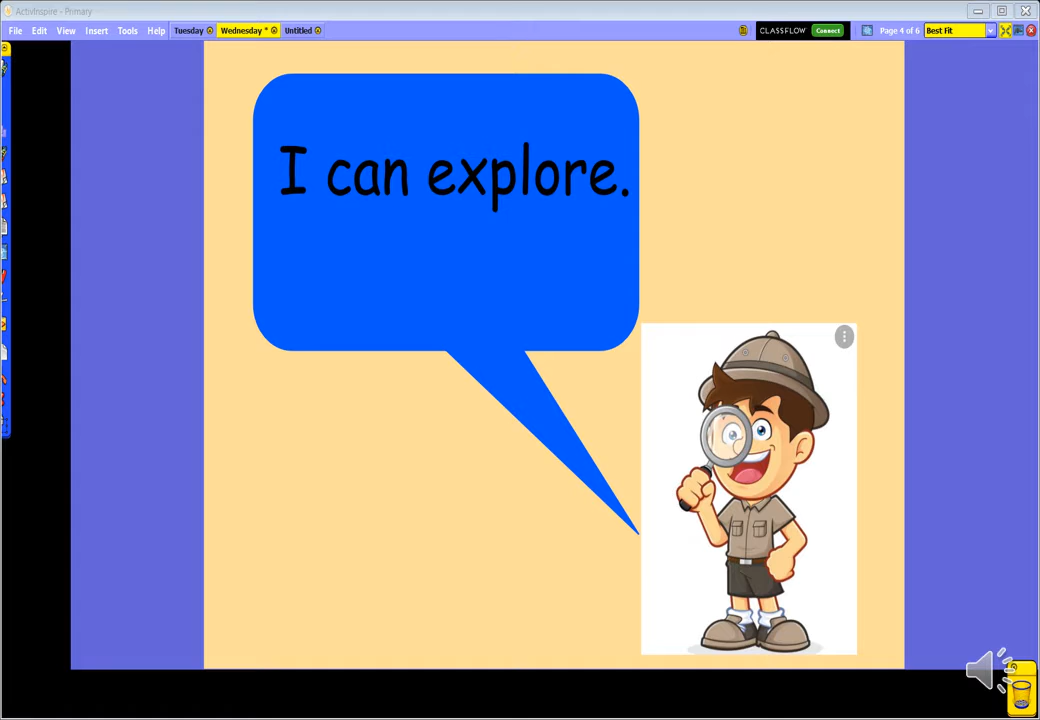 ActivInspire - Primary
File Edit View Insert Tools Help Tuesday Wednesday * Untitled CLASSFLOW Connect Page 4 of 6 Best Fit
I can explore.